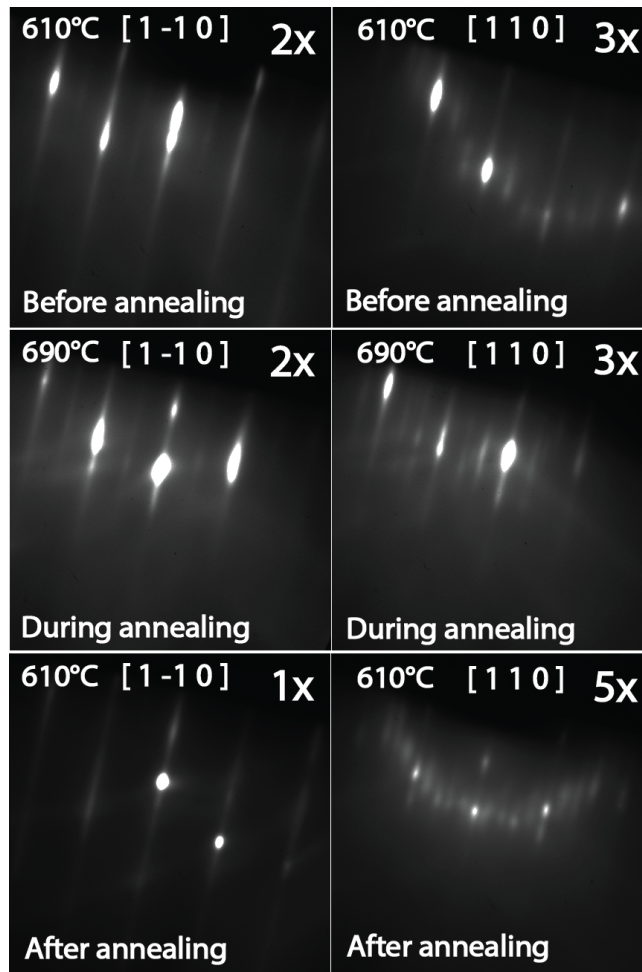 610°C [ 1 -1 0 ] 2x
610°C [ 1 1 0 ] 3x
Before annealing
Before annealing
690°C [ 1 -1 0 ] 2x
690°C [ 1 1 0 ] 3x
During annealing
During annealing
610°C [ 1 -1 0 ] 1x
610°C [ 1 1 0 ] 5x
After annealing
After annealing